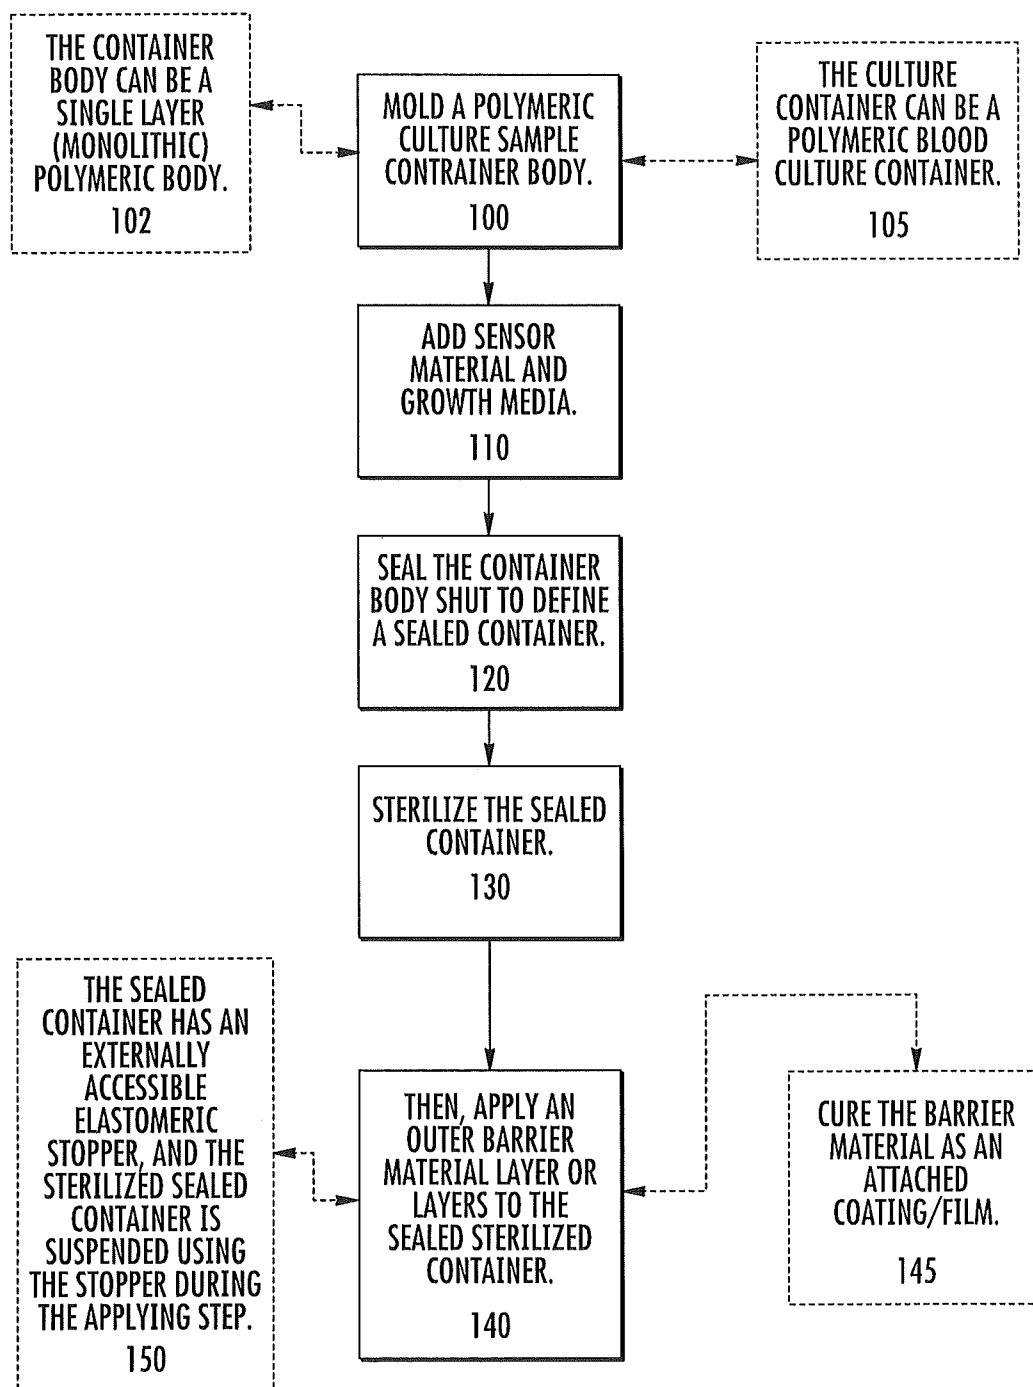 THE CONTAINER
BODY CAN BE A
SINGLE LAYER
(MONOLITHIC)
POLYMERIC BODY.
102
MOLD A POLYMERIC
CULTURE SAMPLE
CONTRAINER BODY.
100
THE CULTURE
CONTAINER CAN BE A
POLYMERIC BLOOD
CULTURE CONTAINER.
105
ADD SENSOR
MATERIAL AND
GROWTH MEDIA.
110
SEAL THE CONTAINER
BODY SHUT TO DEFINE
A SEALED CONTAINER.
120
STERILIZE THE SEALED
CONTAINER.
130
THE SEALED
CONTAINER HAS AN
EXTERNALLY
ACCESSIBLE
ELASTOMERIC
STOPPER, AND THE
STERILIZED SEALED
CONTAINER IS
SUSPENDED USING
THE STOPPER DURING
THE APPLYING STEP.
150
THEN, APPLY AN
OUTER BARRIER
MATERIAL LAYER OR
LAYERS TO THE
SEALED STERILIZED
CONTAINER.
140
CURE THE BARRIER
MATERIAL AS AN
ATTACHED
COATING/FILM.
145